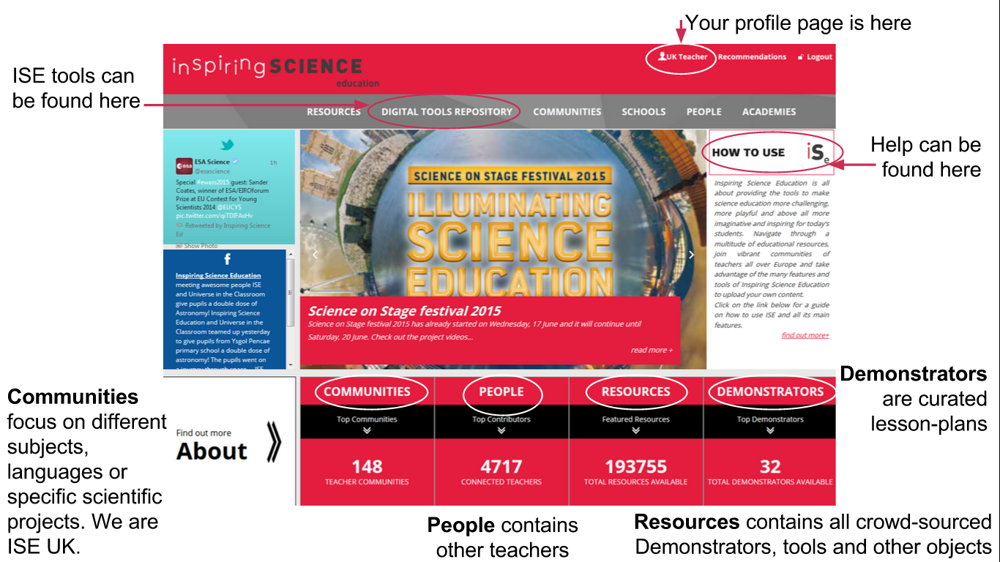 Your profile page is here
ISE tools can
be found here
inspiring SCIENCE
education
UK Teacher
Recommendations
Logout
RESOURCES
DIGITAL TOOLS REPOSITORY
COMMUNITIES
SCHOOLS
PEOPLE
ACADEMIES
ESA Science
1h
@esascience
Special #ewass2015 guest: Sander
Coates, winner of ESA/EIROforum
Prize at EU Contest for Young
Scientists 2014 @EUCYS
pic.twitter.com/qiTDIFAxHv
Retweeted by Inspiring Science
Ed
Show Photo
Inspiring Science Education
meeting awesome people ISE
and Universe in the Classroom
give pupils a double dose of
Astronomy! Inspiring Science
Education and Universe in the
Classroom teamed up yesterday
to give pupils from Ysgol Pencae
primary school a double dose of
astronomy! The pupils went on
a journey through space... ISE
SCIENCE ON STAGE FESTIVAL 2015
ILLUMINATING
SCIENCE
EDUCATION
Science on Stage festival 2015
Science on Stage festival 2015 has already started on Wednesday, 17 June and it will continue until
Saturday, 20 June. Check out the project videos...
read more +
HOW TO USE iSe
Inspiring Science Education is all
about providing the tools to make
science education more challenging,
more playful and above all more
imaginative and inspiring for today's
students. Navigate through a
multitude of educational resources,
join vibrant communities of
teachers all over Europe and take
advantage of the many features and
tools of Inspiring Science Education
to upload your own content.
Click on the link below for a guide
on how to use ISE and all its main
features.
find out more+
Help can be
found here
Find out more
About
COMMUNITIES
Top Communities
148
TEACHER COMMUNITIES
PEOPLE
Top Contributors
4717
CONNECTED TEACHERS
RESOURCES
Featured Resources
193755
TOTAL RESOURCES AVAILABLE
DEMONSTRATORS
Top Demonstrators
32
TOTAL DEMONSTRATORS AVAILABLE
Communities
focus on different
subjects,
languages or
specific scientific
projects. We are
ISE UK.
Demonstrators
are curated
lesson-plans
People contains
other teachers
Resources contains all crowd-sourced
Demonstrators, tools and other objects